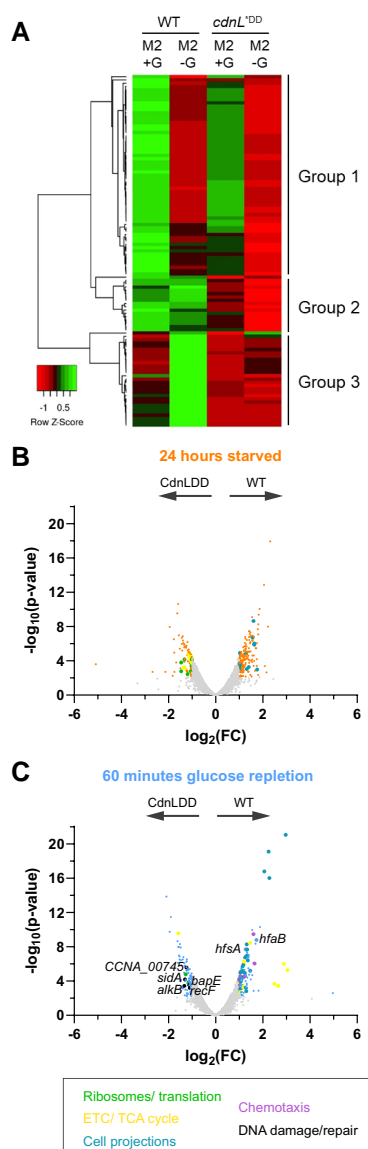 A
WT cdnL*DD
M2 +G M2 -G M2 +G M2 -G
Group 1
Group 2
Group 3
-1 0.5
Row Z-Score
B
24 hours starved
CdnLDD WT
-log10(p-value)
20
16
12
8
4
0
-6 -4 -2 0 2 4 6
log2(FC)
C
60 minutes glucose repletion
CdnLDD WT
-log10(p-value)
20
16
12
8
4
0
hfsA hfaB
CCNA_00745
sidA bapE
alkB recF
-6 -4 -2 0 2 4 6
log2(FC)
Ribosomes/ translation
ETC/ TCA cycle Chemotaxis
Cell projections DNA damage/repair